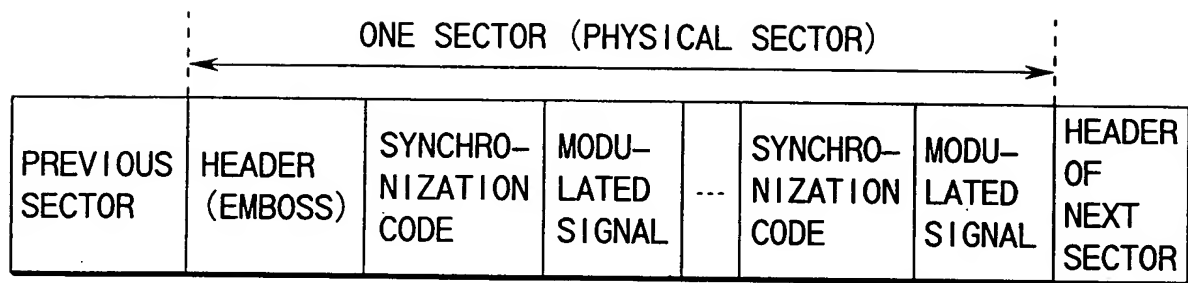 ONE SECTOR (PHYSICAL SECTOR)
PREVIOUS
SECTOR
HEADER
(EMBOSS)
SYNCHRO-
NIZATION
CODE
MODU-
LATED
SIGNAL
---
SYNCHRO-
NIZATION
CODE
MODU-
LATED
SIGNAL
HEADER
OF
NEXT
SECTOR